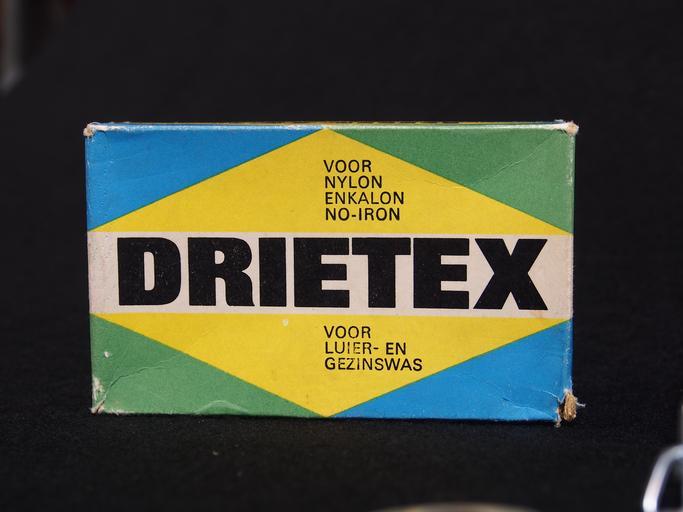 VOOR
NYLON
ENKALON
NO-IRON
DRIETEX
VOOR
LUIER- EN
GEZINSWAS